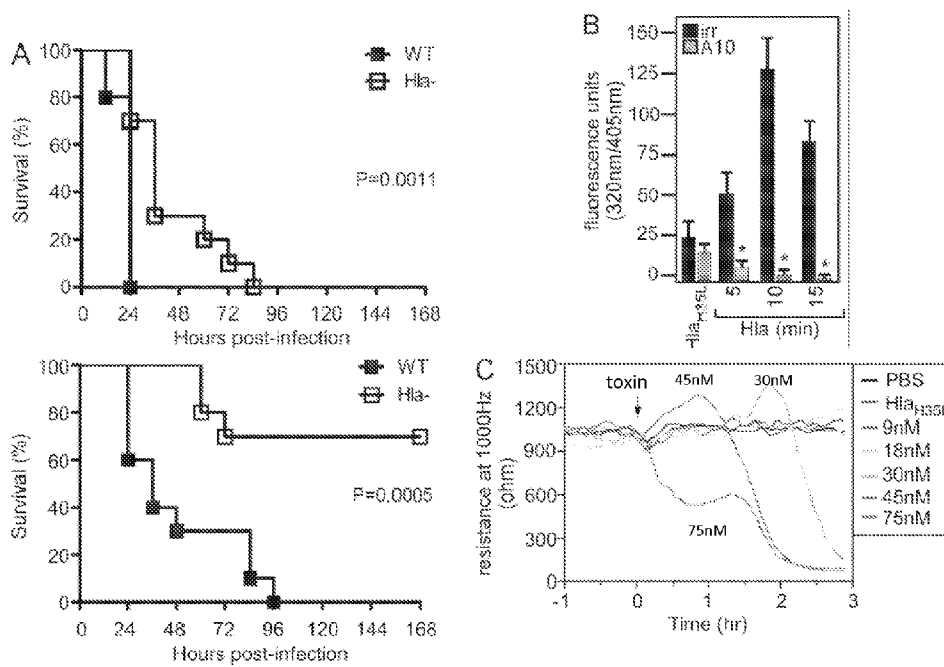 A
100
80
60
40
20
0
Survival (%)
WT
Hla-
P=0.0011
0 24 48 72 96 120 144 168
Hours post-infection
100
80
60
40
20
0
Survival (%)
WT
Hla-
P=0.0005
0 24 48 72 96 120 144 168
Hours post-infection
B
150
125
100
75
50
25
0
fluorescence units
(320nm/405nm)
irr
A10
* * *
HlaH35L 5 10 15
Hla (min)
C
1500
1200
900
600
300
0
resistance at 1000Hz
(ohm)
toxin
45nM
30nM
75nM
-1 0 1 2 3
Time (hr)
PBS
HlaH35L
9nM
18nM
30nM
45nM
75nM